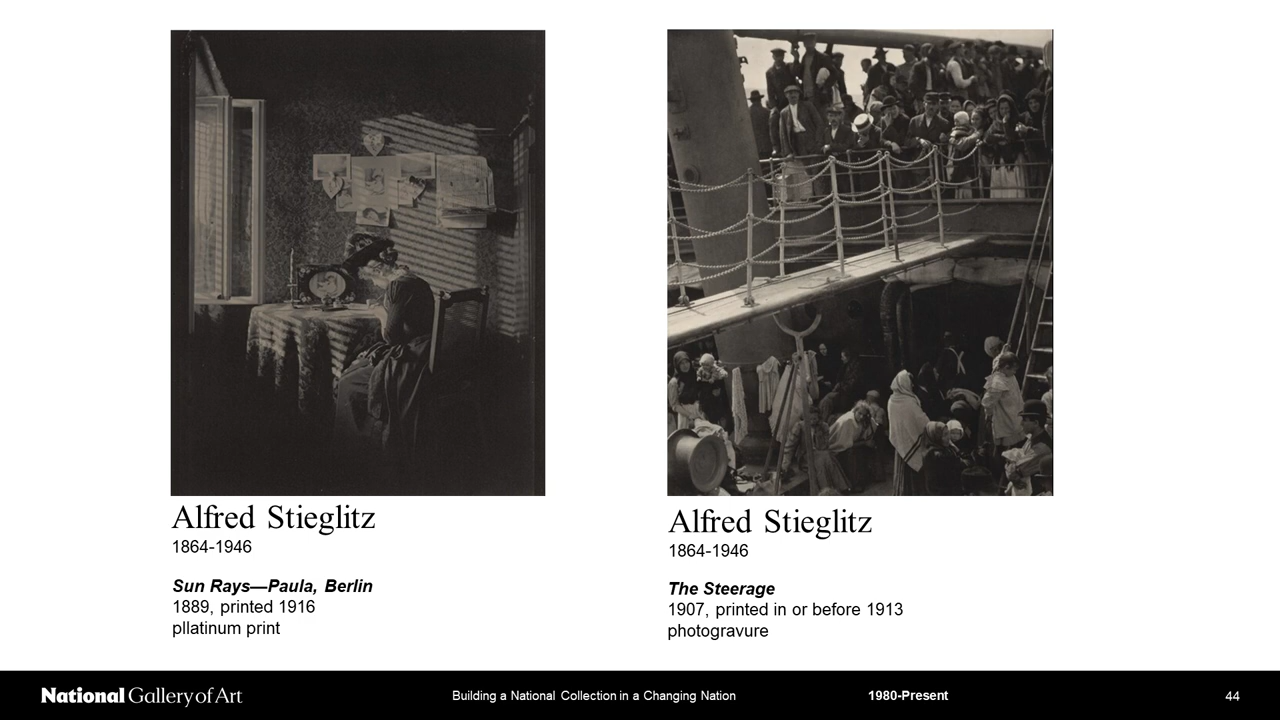 Alfred Stieglitz
1864-1946
Sun Rays—Paula, Berlin
1889, printed 1916
pllatinum print
Alfred Stieglitz
1864-1946
The Steerage
1907, printed in or before 1913
photogravure
National Gallery of Art
Building a National Collection in a Changing Nation
1980-Present
44